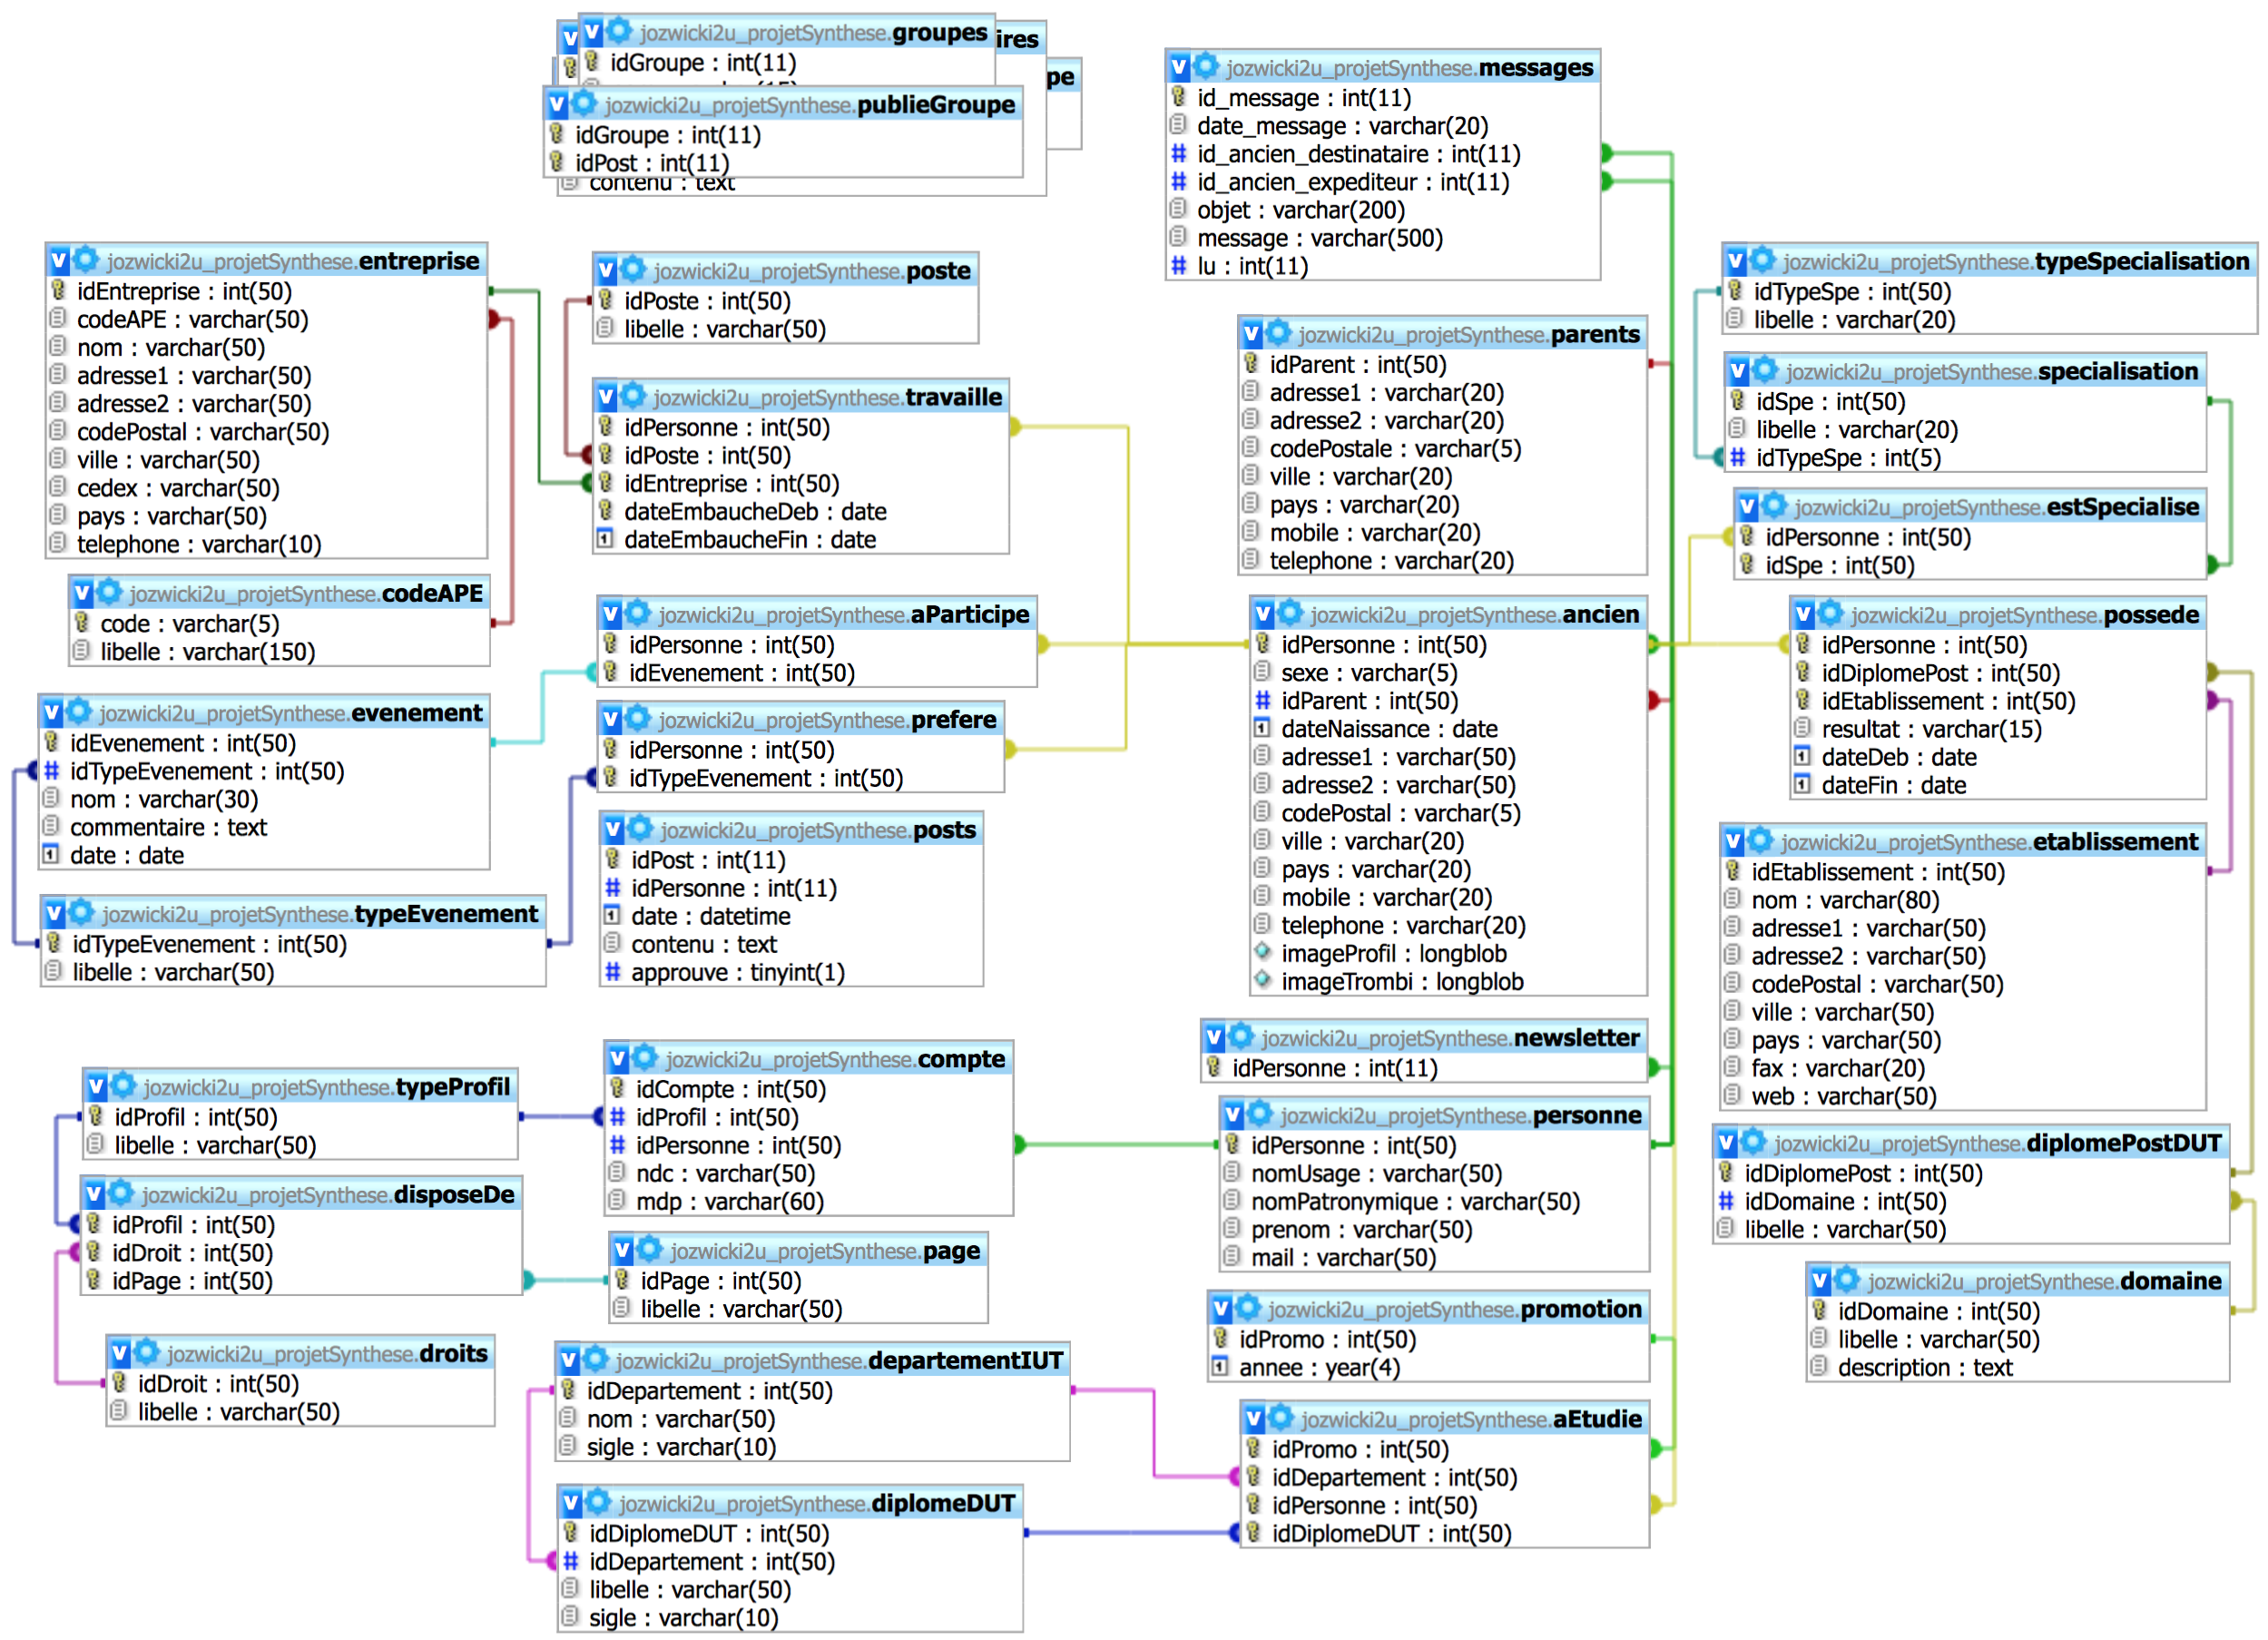 jozwicki2u_projetSynthese.groupes
ires
idGroupe : int(11)
pe
jozwicki2u_projetSynthese.publieGroupe
idGroupe : int(11)
idPost : int(11)
contenu : text
jozwicki2u_projetSynthese.messages
id_message : int(11)
date_message : varchar(20)
id_ancien_destinataire : int(11)
id_ancien_expediteur : int(11)
objet : varchar(200)
message : varchar(500)
lu : int(11)
jozwicki2u_projetSynthese.entreprise
idEntreprise : int(50)
codeAPE : varchar(50)
nom : varchar(50)
adresse1 : varchar(50)
adresse2 : varchar(50)
codePostal : varchar(50)
ville : varchar(50)
cedex : varchar(50)
pays : varchar(50)
telephone : varchar(10)
jozwicki2u_projetSynthese.poste
idPoste : int(50)
libelle : varchar(50)
jozwicki2u_projetSynthese.travaille
idPersonne : int(50)
idPoste : int(50)
idEntreprise : int(50)
dateEmbaucheDeb : date
dateEmbaucheFin : date
jozwicki2u_projetSynthese.parents
idParent : int(50)
adresse1 : varchar(20)
adresse2 : varchar(20)
codePostale : varchar(5)
ville : varchar(20)
pays : varchar(20)
mobile : varchar(20)
telephone : varchar(20)
jozwicki2u_projetSynthese.typeSpecialisation
idTypeSpe : int(50)
libelle : varchar(20)
jozwicki2u_projetSynthese.specialisation
idSpe : int(50)
libelle : varchar(20)
idTypeSpe : int(5)
jozwicki2u_projetSynthese.estSpecialise
idPersonne : int(50)
idSpe : int(50)
jozwicki2u_projetSynthese.codeAPE
code : varchar(5)
libelle : varchar(150)
jozwicki2u_projetSynthese.aParticipe
idPersonne : int(50)
idEvenement : int(50)
jozwicki2u_projetSynthese.ancien
idPersonne : int(50)
sexe : varchar(5)
idParent : int(50)
dateNaissance : date
adresse1 : varchar(50)
adresse2 : varchar(50)
codePostal : varchar(5)
ville : varchar(20)
pays : varchar(20)
mobile : varchar(20)
telephone : varchar(20)
imageProfil : longblob
imageTrombi : longblob
jozwicki2u_projetSynthese.possede
idPersonne : int(50)
idDiplomePost : int(50)
idEtablissement : int(50)
resultat : varchar(15)
dateDeb : date
dateFin : date
jozwicki2u_projetSynthese.evenement
idEvenement : int(50)
idTypeEvenement : int(50)
nom : varchar(30)
commentaire : text
date : date
jozwicki2u_projetSynthese.prefere
idPersonne : int(50)
idTypeEvenement : int(50)
jozwicki2u_projetSynthese.posts
idPost : int(11)
idPersonne : int(11)
date : datetime
contenu : text
approuve : tinyint(1)
jozwicki2u_projetSynthese.etablissement
idEtablissement : int(50)
nom : varchar(80)
adresse1 : varchar(50)
adresse2 : varchar(50)
codePostal : varchar(50)
ville : varchar(50)
pays : varchar(50)
fax : varchar(20)
web : varchar(50)
jozwicki2u_projetSynthese.typeEvenement
idTypeEvenement : int(50)
libelle : varchar(50)
jozwicki2u_projetSynthese.newsletter
idPersonne : int(11)
jozwicki2u_projetSynthese.typeProfil
idProfil : int(50)
libelle : varchar(50)
jozwicki2u_projetSynthese.compte
idCompte : int(50)
idProfil : int(50)
idPersonne : int(50)
ndc : varchar(50)
mdp : varchar(60)
jozwicki2u_projetSynthese.personne
idPersonne : int(50)
nomUsage : varchar(50)
nomPatronymique : varchar(50)
prenom : varchar(50)
mail : varchar(50)
jozwicki2u_projetSynthese.diplomePostDUT
idDiplomePost : int(50)
idDomaine : int(50)
libelle : varchar(50)
jozwicki2u_projetSynthese.disposeDe
idProfil : int(50)
idDroit : int(50)
idPage : int(50)
jozwicki2u_projetSynthese.page
idPage : int(50)
libelle : varchar(50)
jozwicki2u_projetSynthese.domaine
idDomaine : int(50)
libelle : varchar(50)
description : text
jozwicki2u_projetSynthese.promotion
idPromo : int(50)
annee : year(4)
jozwicki2u_projetSynthese.droits
idDroit : int(50)
libelle : varchar(50)
jozwicki2u_projetSynthese.departementIUT
idDepartement : int(50)
nom : varchar(50)
sigle : varchar(10)
jozwicki2u_projetSynthese.aEtudie
idPromo : int(50)
idDepartement : int(50)
idPersonne : int(50)
idDiplomeDUT : int(50)
jozwicki2u_projetSynthese.diplomeDUT
idDiplomeDUT : int(50)
idDepartement : int(50)
libelle : varchar(50)
sigle : varchar(10)